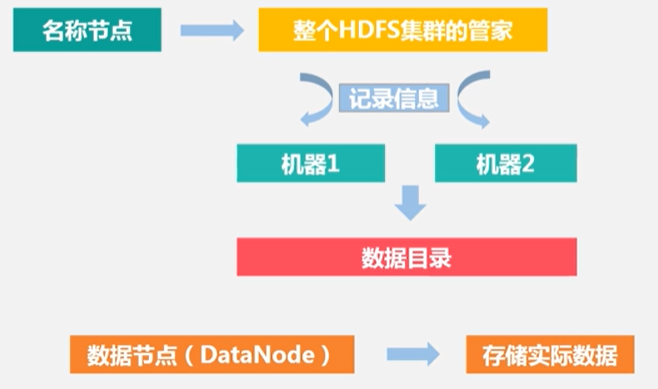 名称节点
整个HDFS集群的管家
记录信息
机器1
机器2
数据目录
数据节点（DataNode）
存储实际数据